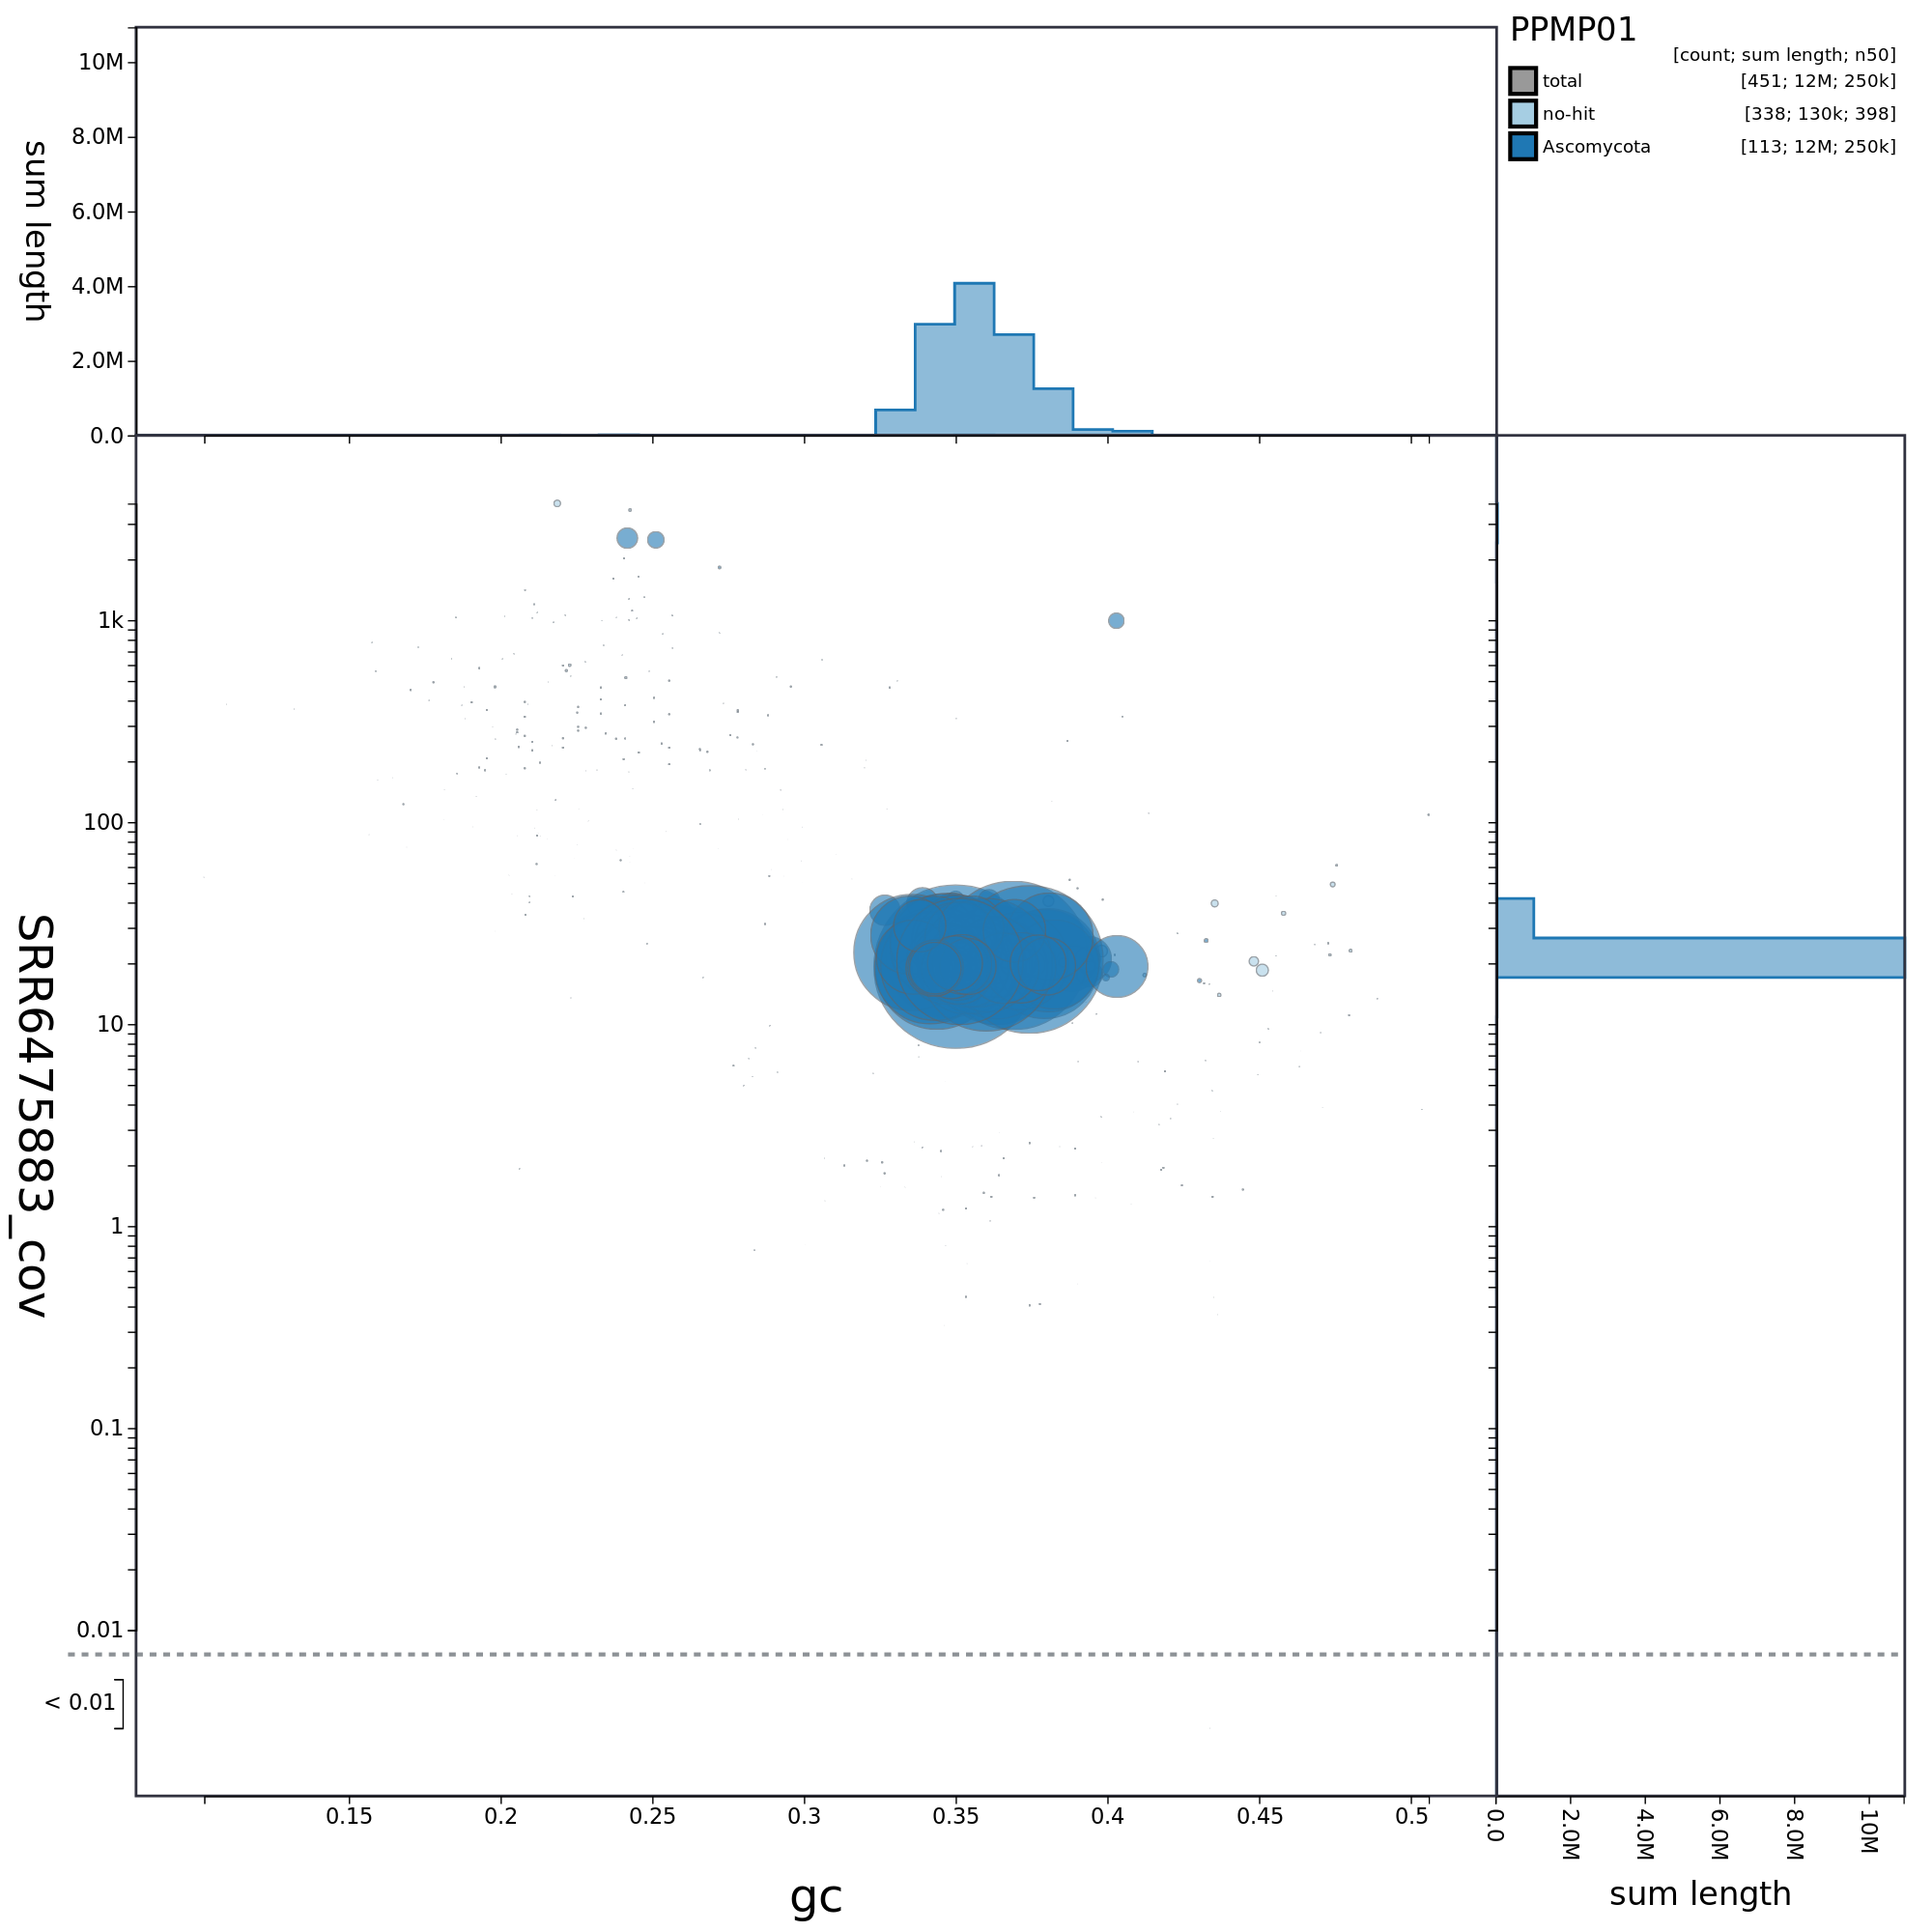 PPMP01
[count; sum length; n50]
total [451; 12M; 250k]
no-hit [338; 130k; 398]
Ascomycota [113; 12M; 250k]
sum length
10M
8.0M
6.0M
4.0M
2.0M
0.0
SRR6475883_cov
1k
100
10
1
0.1
0.01
< 0.01
0.15 0.2 0.25 0.3 0.35 0.4 0.45 0.5
gc
0.0 2.0M 4.0M 6.0M 8.0M 10M
sum length